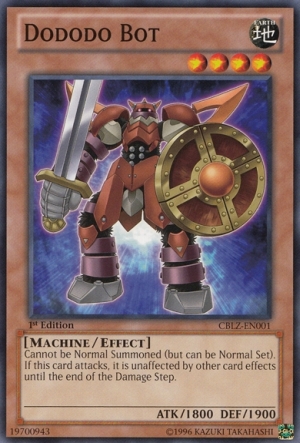 DODODO BOT
EARTH
地
1st Edition
CBLZ-EN001
[MACHINE / EFFECT]
Cannot be Normal Summoned (but can be Normal Set).
If this card attacks, it is unaffected by other card effects
until the end of the Damage Step.
ATK/1800 DEF/1900
19700943
©1996 KAZUKI TAKAHASHI